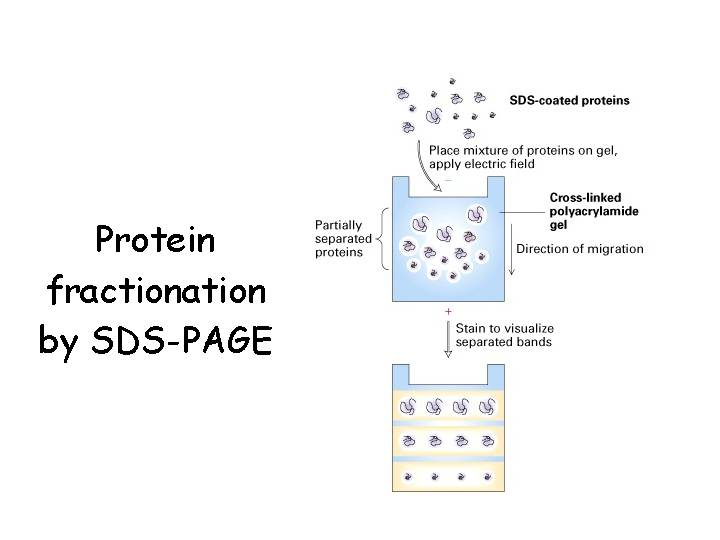 Protein
fractionation
by SDS-PAGE
SDS-coated proteins
Place mixture of proteins on gel,
apply electric field
−
Cross-linked
polyacrylamide
gel
Partially
separated
proteins
Direction of migration
+
Stain to visualize
separated bands